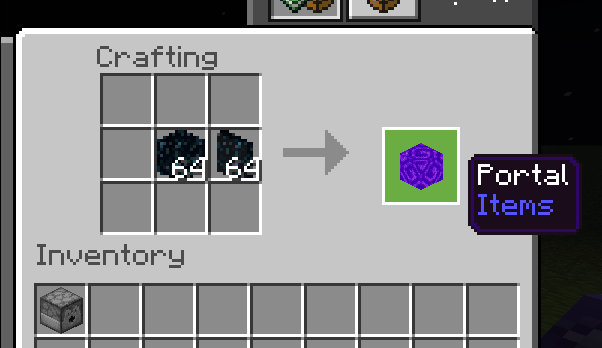 Crafting
64 64
Portal
Items
Inventory